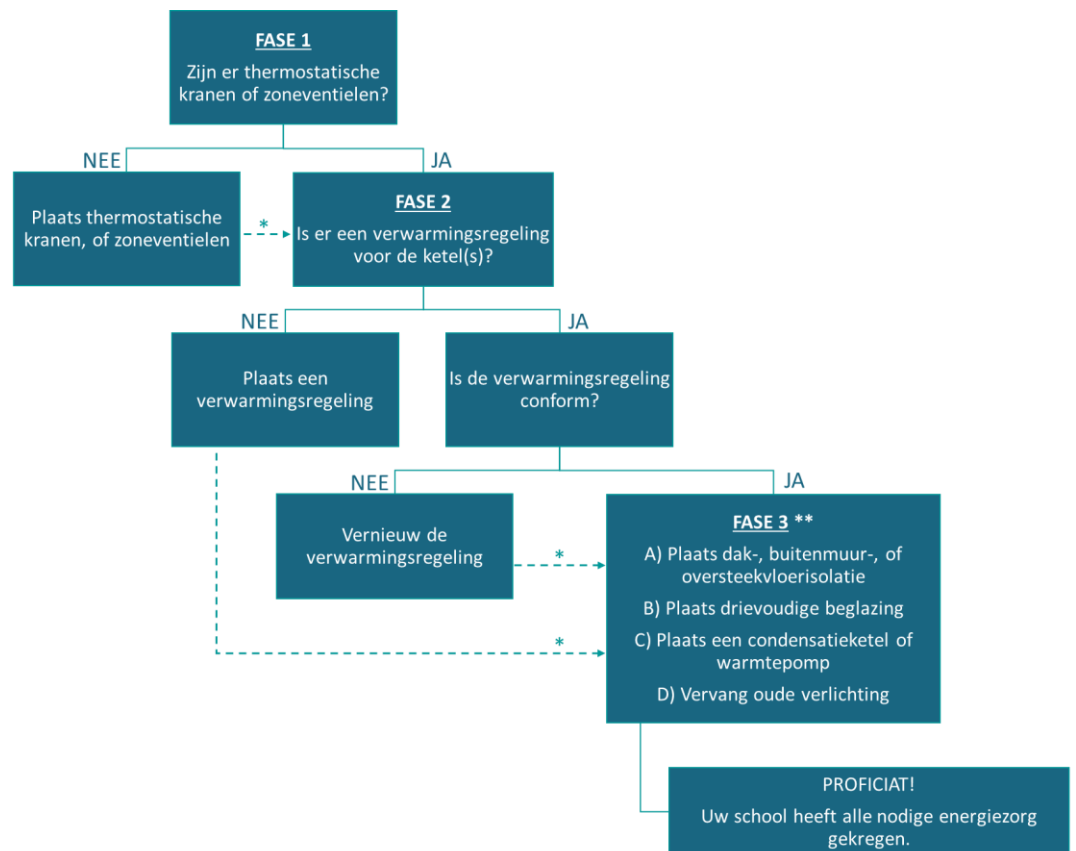 FASE 1
Zijn er thermostatische
kranen of zoneventielen?
NEE
JA
Plaats thermostatische
kranen, of zoneventielen
*
FASE 2
Is er een verwarmingsregeling
voor de ketel(s)?
NEE
JA
Plaats een
verwarmingsregeling
Is de verwarmingsregeling
conform?
NEE
JA
Vernieuw de
verwarmingsregeling
*
*
FASE 3 **
A) Plaats dak-, buitenmuur-, of
oversteekvloerisolatie
B) Plaats drievoudige beglazing
C) Plaats een condensatieketel of
warmtepomp
D) Vervang oude verlichting
PROFICIAT!
Uw school heeft alle nodige energiezorg
gekregen.